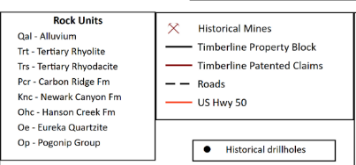 Rock Units
Qal - Alluvium
Trt - Tertiary Rhyolite
Trs - Tertiary Rhyodacite
Pcr - Carbon Ridge Fm
Knc - Newark Canyon Fm
Ohc - Hanson Creek Fm
Oe - Eureka Quartzite
Op - Pogonip Group
Historical Mines
Timberline Property Block
Timberline Patented Claims
Roads
US Hwy 50
Historical drillholes